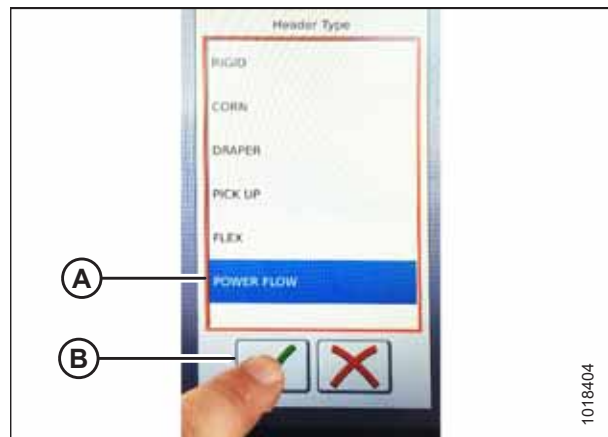 Header Type
RIGID
CORN
DRAPER
PICK UP
FLEX
POWER FLOW
A
B
1018404